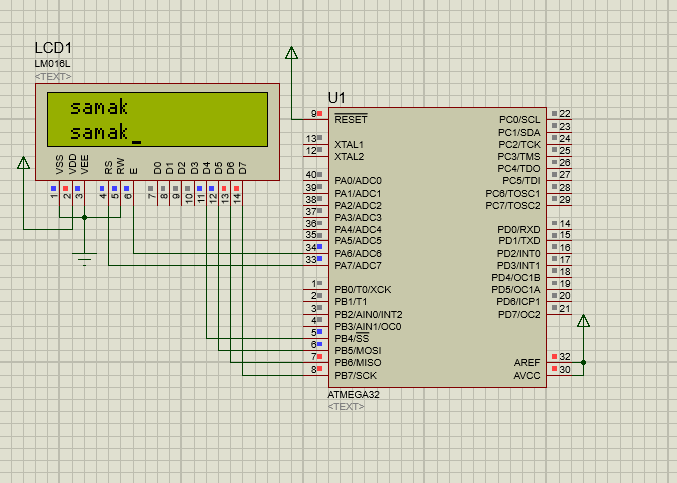 LCD1
LM016L
<TEXT>
samak
samak_
VSS VDD VEE RS RW E D0 D1 D2 D3 D4 D5 D6 D7
1 2 3 4 5 6 7 8 9 10 11 12 13 14
U1
9 RESET
13 XTAL1
12 XTAL2
40 PA0/ADC0
39 PA1/ADC1
38 PA2/ADC2
37 PA3/ADC3
36 PA4/ADC4
35 PA5/ADC5
34 PA6/ADC6
33 PA7/ADC7
1 PB0/T0/XCK
2 PB1/T1
3 PB2/AIN0/INT2
4 PB3/AIN1/OC0
5 PB4/SS
6 PB5/MOSI
7 PB6/MISO
8 PB7/SCK
PC0/SCL 22
PC1/SDA 23
PC2/TCK 24
PC3/TMS 25
PC4/TDO 26
PC5/TDI 27
PC6/TOSC1 28
PC7/TOSC2 29
PD0/RXD 14
PD1/TXD 15
PD2/INT0 16
PD3/INT1 17
PD4/OC1B 18
PD5/OC1A 19
PD6/ICP1 20
PD7/OC2 21
AREF 32
AVCC 30
ATMEGA32
<TEXT>